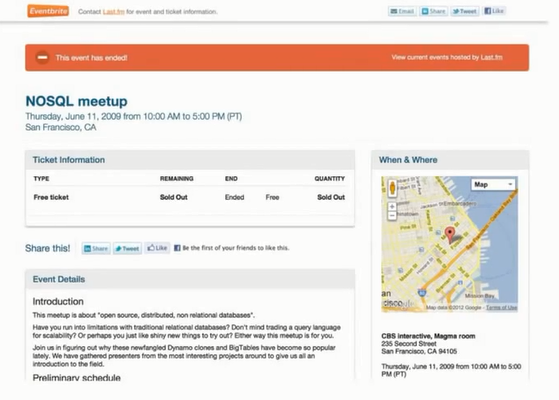 Eventbrite Contact Last.fm for event and ticket information. Email Share Tweet Like
This event has ended! View current events hosted by Last.fm
NOSQL meetup
Thursday, June 11, 2009 from 10:00 AM to 5:00 PM (PT)
San Francisco, CA
Ticket Information
TYPE REMAINING END QUANTITY
Free ticket Sold Out Ended Free Sold Out
Share this! Share Tweet Like Be the first of your friends to like this.
Event Details
Introduction
This meetup is about "open source, distributed, non relational databases".
Have you run into limitations with traditional relational databases? Don't mind trading a query language
for scalability? Or perhaps you just like shiny new things to try out? Either way this meetup is for you.
Join us in figuring out why these newfangled Dynamo clones and BigTables have become so popular
lately. We have gathered presenters from the most interesting projects around to give us all an
introduction to the field.
Preliminary schedule
When & Where
Map
Mission Bay
Map data ©2012 Google - Terms of Use
CBS interactive, Magma room
235 Second Street
San Francisco, CA 94105
Thursday, June 11, 2009 from 10:00 AM to 5:00
PM (PT)